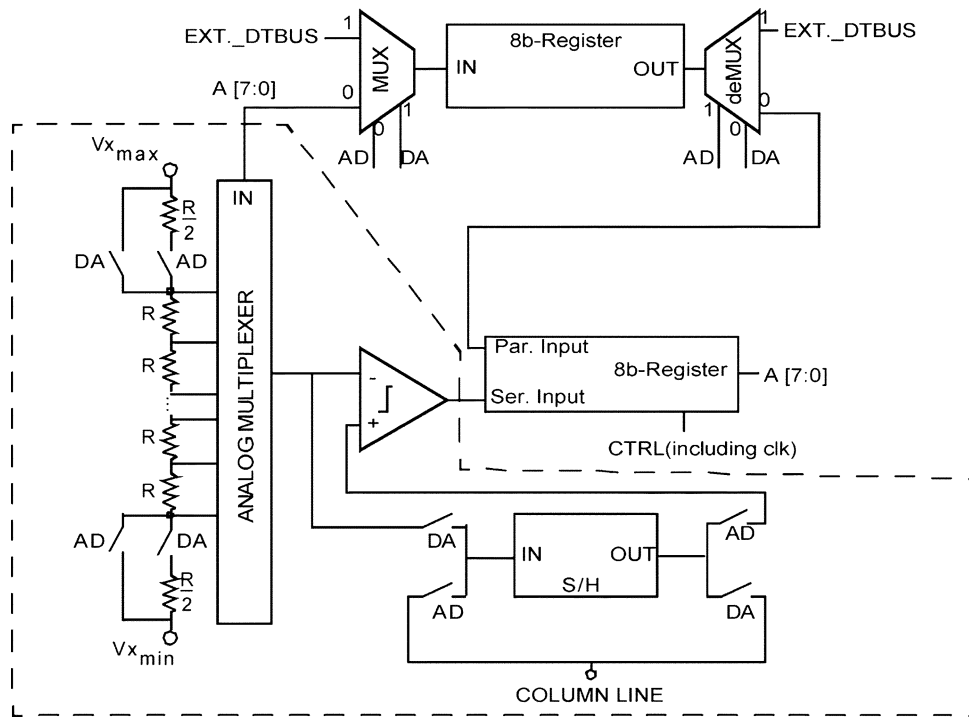 EXT._DTBUS
1
0
MUX
0
1
AD
DA
8b-Register
IN
OUT
deMUX
1
0
1
0
AD
DA
EXT._DTBUS
A [7:0]
Vx max
R/2
DA
AD
R
R
...
R
R
AD
DA
R/2
Vx min
IN
ANALOG MULTIPLEXER
-
+
Par. Input
8b-Register
Ser. Input
A [7:0]
CTRL(including clk)
DA
AD
IN
OUT
S/H
AD
DA
COLUMN LINE